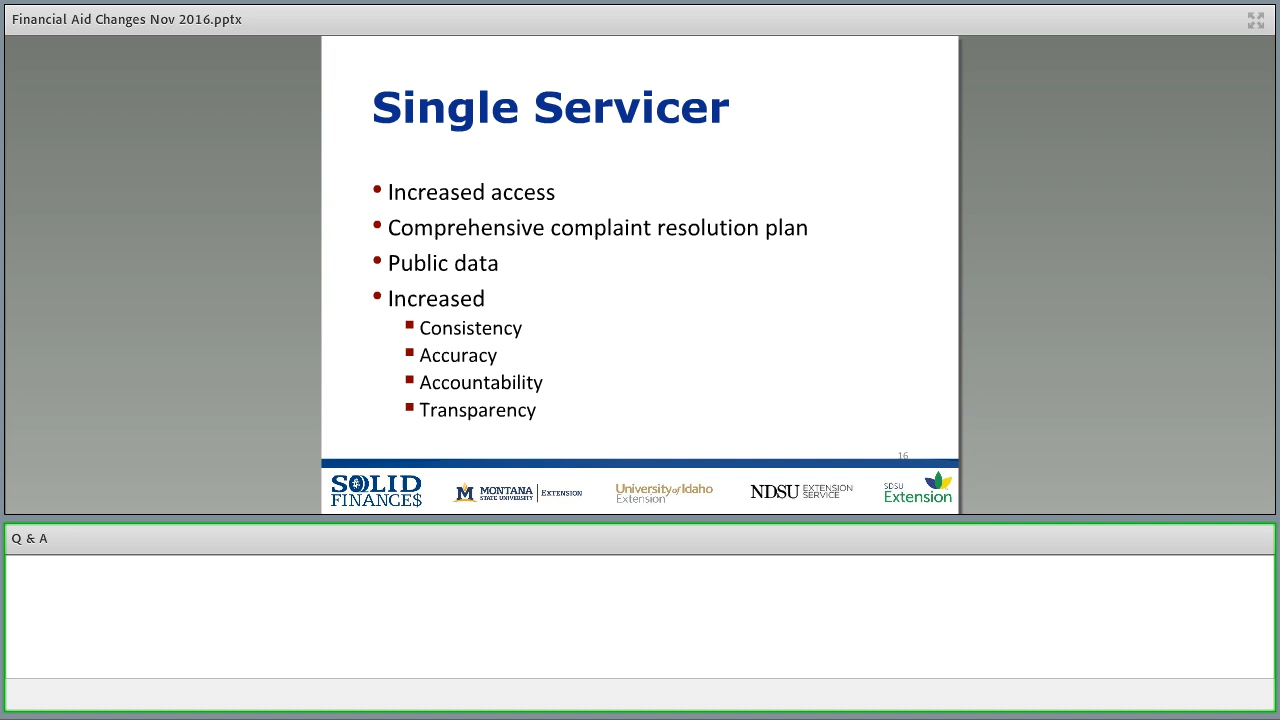 Financial Aid Changes Nov 2016.pptx
Single Servicer
• Increased access
• Comprehensive complaint resolution plan
• Public data
• Increased
▪ Consistency
▪ Accuracy
▪ Accountability
▪ Transparency
16
SOLID
FINANCE$
MONTANA
STATE UNIVERSITY
EXTENSION
University of Idaho
Extension
NDSU
EXTENSION
SERVICE
SDSU
Extension
Q & A